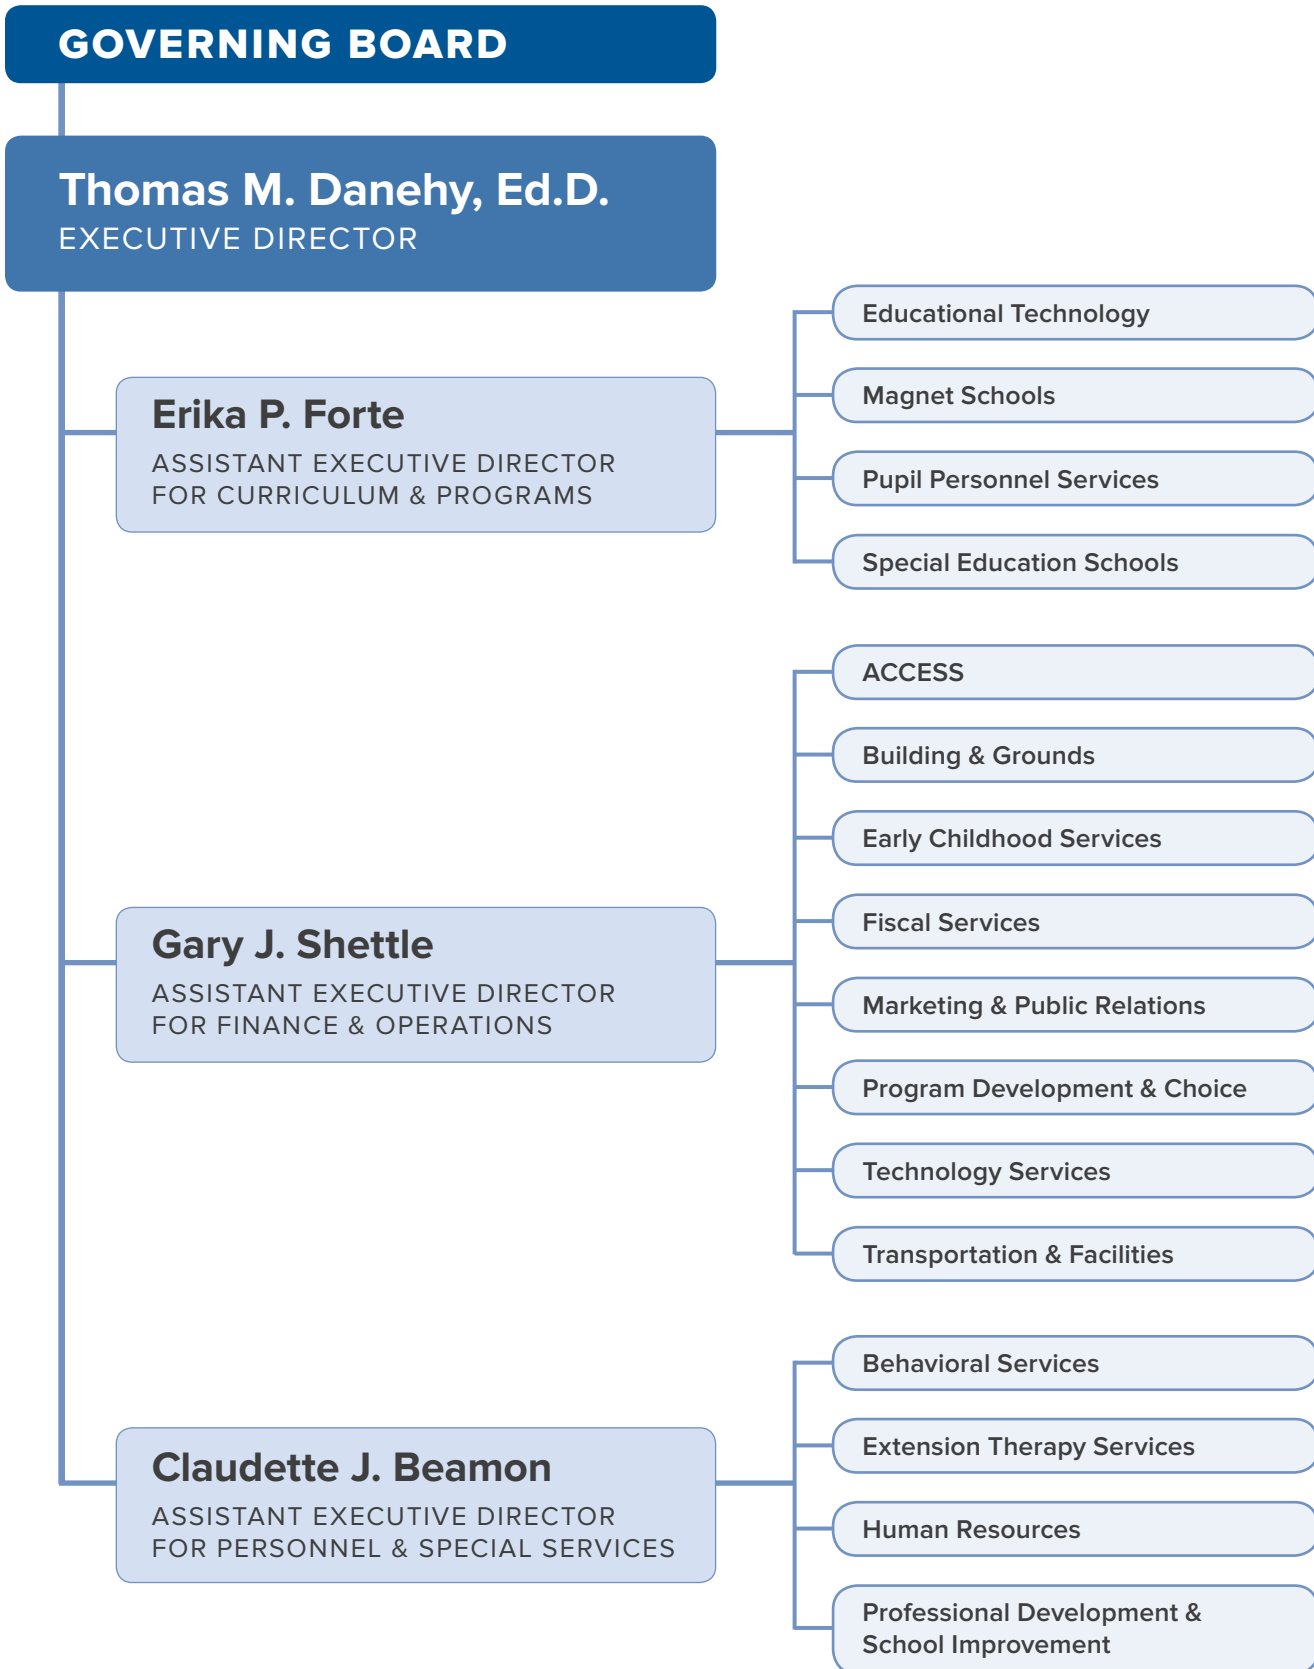 GOVERNING BOARD
Thomas M. Danehy, Ed.D.
EXECUTIVE DIRECTOR
Erika P. Forte
ASSISTANT EXECUTIVE DIRECTOR
FOR CURRICULUM & PROGRAMS
Educational Technology
Magnet Schools
Pupil Personnel Services
Special Education Schools
Gary J. Shettle
ASSISTANT EXECUTIVE DIRECTOR
FOR FINANCE & OPERATIONS
ACCESS
Building & Grounds
Early Childhood Services
Fiscal Services
Marketing & Public Relations
Program Development & Choice
Technology Services
Transportation & Facilities
Claudette J. Beamon
ASSISTANT EXECUTIVE DIRECTOR
FOR PERSONNEL & SPECIAL SERVICES
Behavioral Services
Extension Therapy Services
Human Resources
Professional Development &
School Improvement